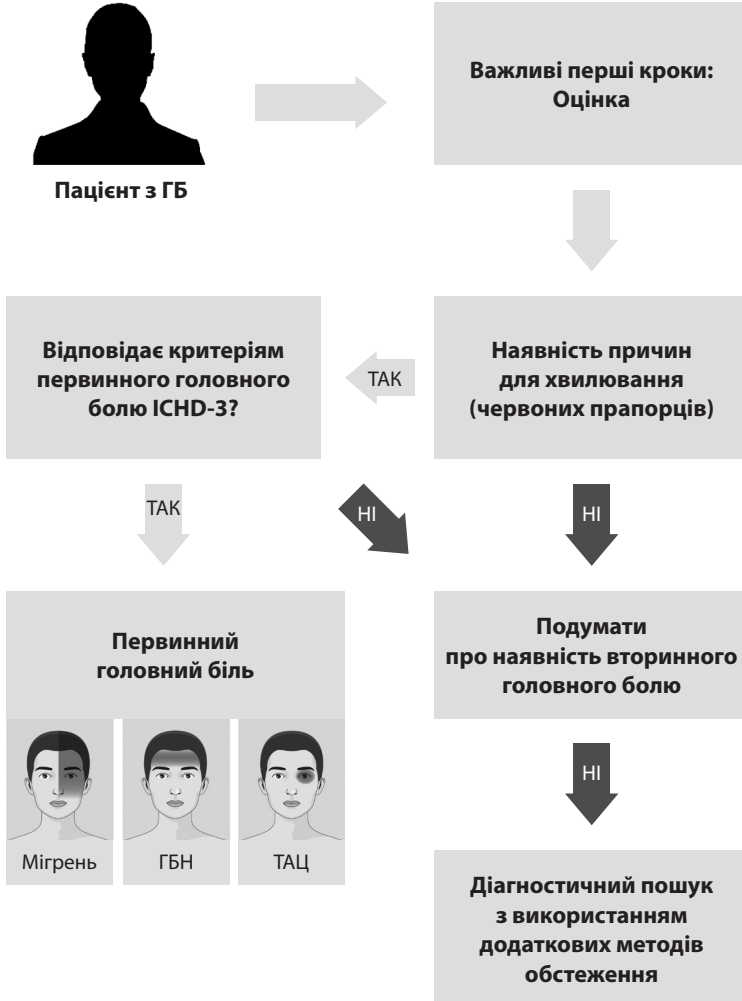 Пацієнт з ГБ
Важливі перші кроки:
Оцінка
Відповідає критеріям
первинного головного
болю ICHD-3?
ТАК
Наявність причин
для хвилювання
(червоних прапорців)
ТАК
НІ
НІ
Первинний
головний біль
Мігрень
ГБН
ТАЦ
Подумати
про наявність вторинного
головного болю
НІ
Діагностичний пошук
з використанням
додаткових методів
обстеження